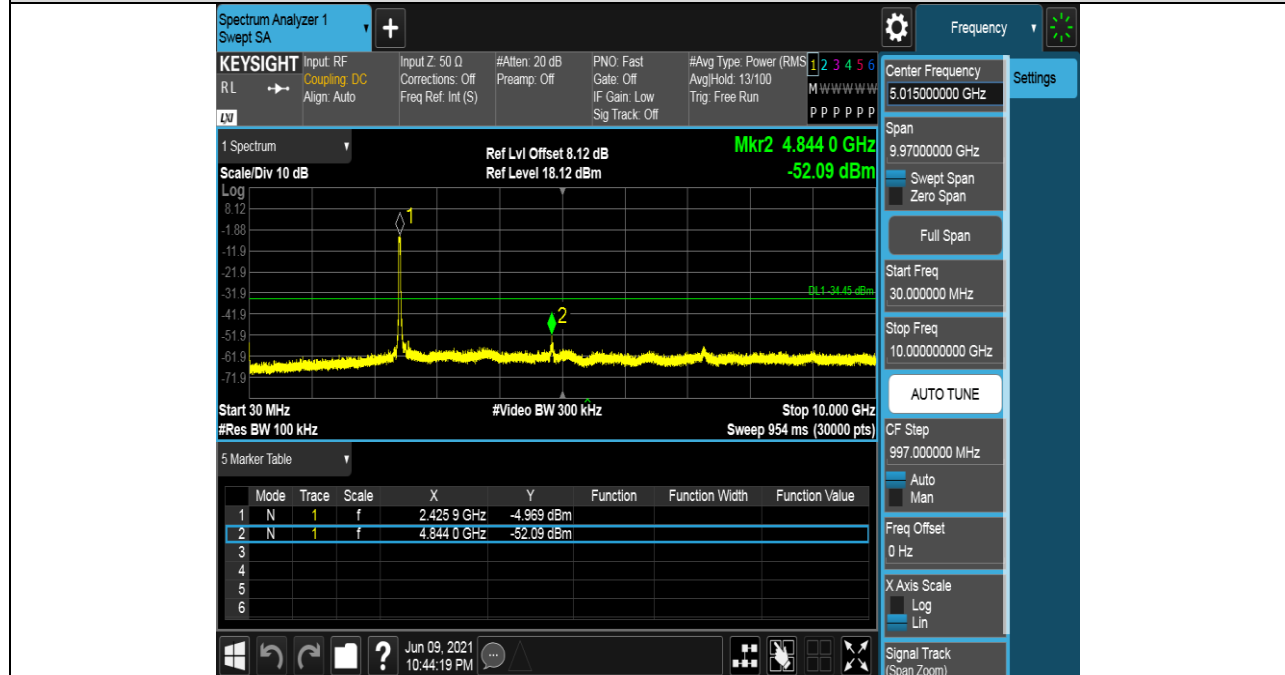 Spectrum Analyzer 1
Swept SA
+
Frequency
KEYSIGHT
RL
LXI
Input: RF
Coupling: DC
Align: Auto
Input Z: 50 Ω
Corrections: Off
Freq Ref: Int (S)
#Atten: 20 dB
Preamp: Off
PNO: Fast
Gate: Off
IF Gain: Low
Sig Track: Off
#Avg Type: Power (RMS
Avg|Hold: 13/100
Trig: Free Run
1 2 3 4 5 6
M W W W W W
P P P P P P
1 Spectrum
Scale/Div 10 dB
Ref Lvl Offset 8.12 dB
Ref Level 18.12 dBm
Mkr2 4.844 0 GHz
-52.09 dBm
Log
8.12
-1.88
-11.9
-21.9
-31.9
-41.9
-51.9
-61.9
-71.9
1
DL1 -34.45 dBm
2
Start 30 MHz
#Res BW 100 kHz
#Video BW 300 kHz
Stop 10.000 GHz
Sweep 954 ms (30000 pts)
5 Marker Table
Mode Trace Scale X Y Function Function Width Function Value
1 N 1 f 2.425 9 GHz -4.969 dBm
2 N 1 f 4.844 0 GHz -52.09 dBm
3
4
5
6
?
Jun 09, 2021
10:44:19 PM
Center Frequency
5.015000000 GHz
Settings
Span
9.97000000 GHz
Swept Span
Zero Span
Full Span
Start Freq
30.000000 MHz
Stop Freq
10.000000000 GHz
AUTO TUNE
CF Step
997.000000 MHz
Auto
Man
Freq Offset
0 Hz
X Axis Scale
Log
Lin
Signal Track
(Span Zoom)